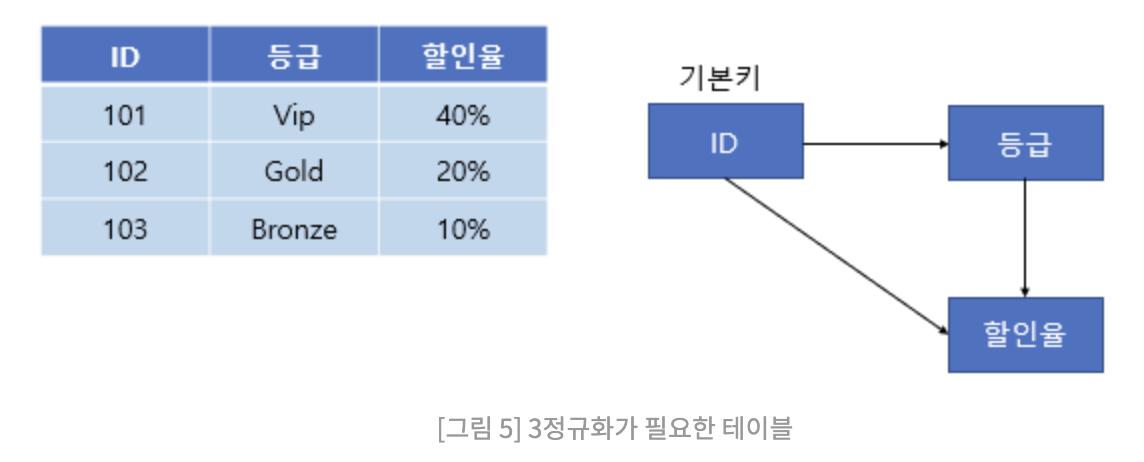 ID 등급 할인율
101 Vip 40%
102 Gold 20%
103 Bronze 10%
기본키
ID
등급
할인율
[그림 5] 3정규화가 필요한 테이블